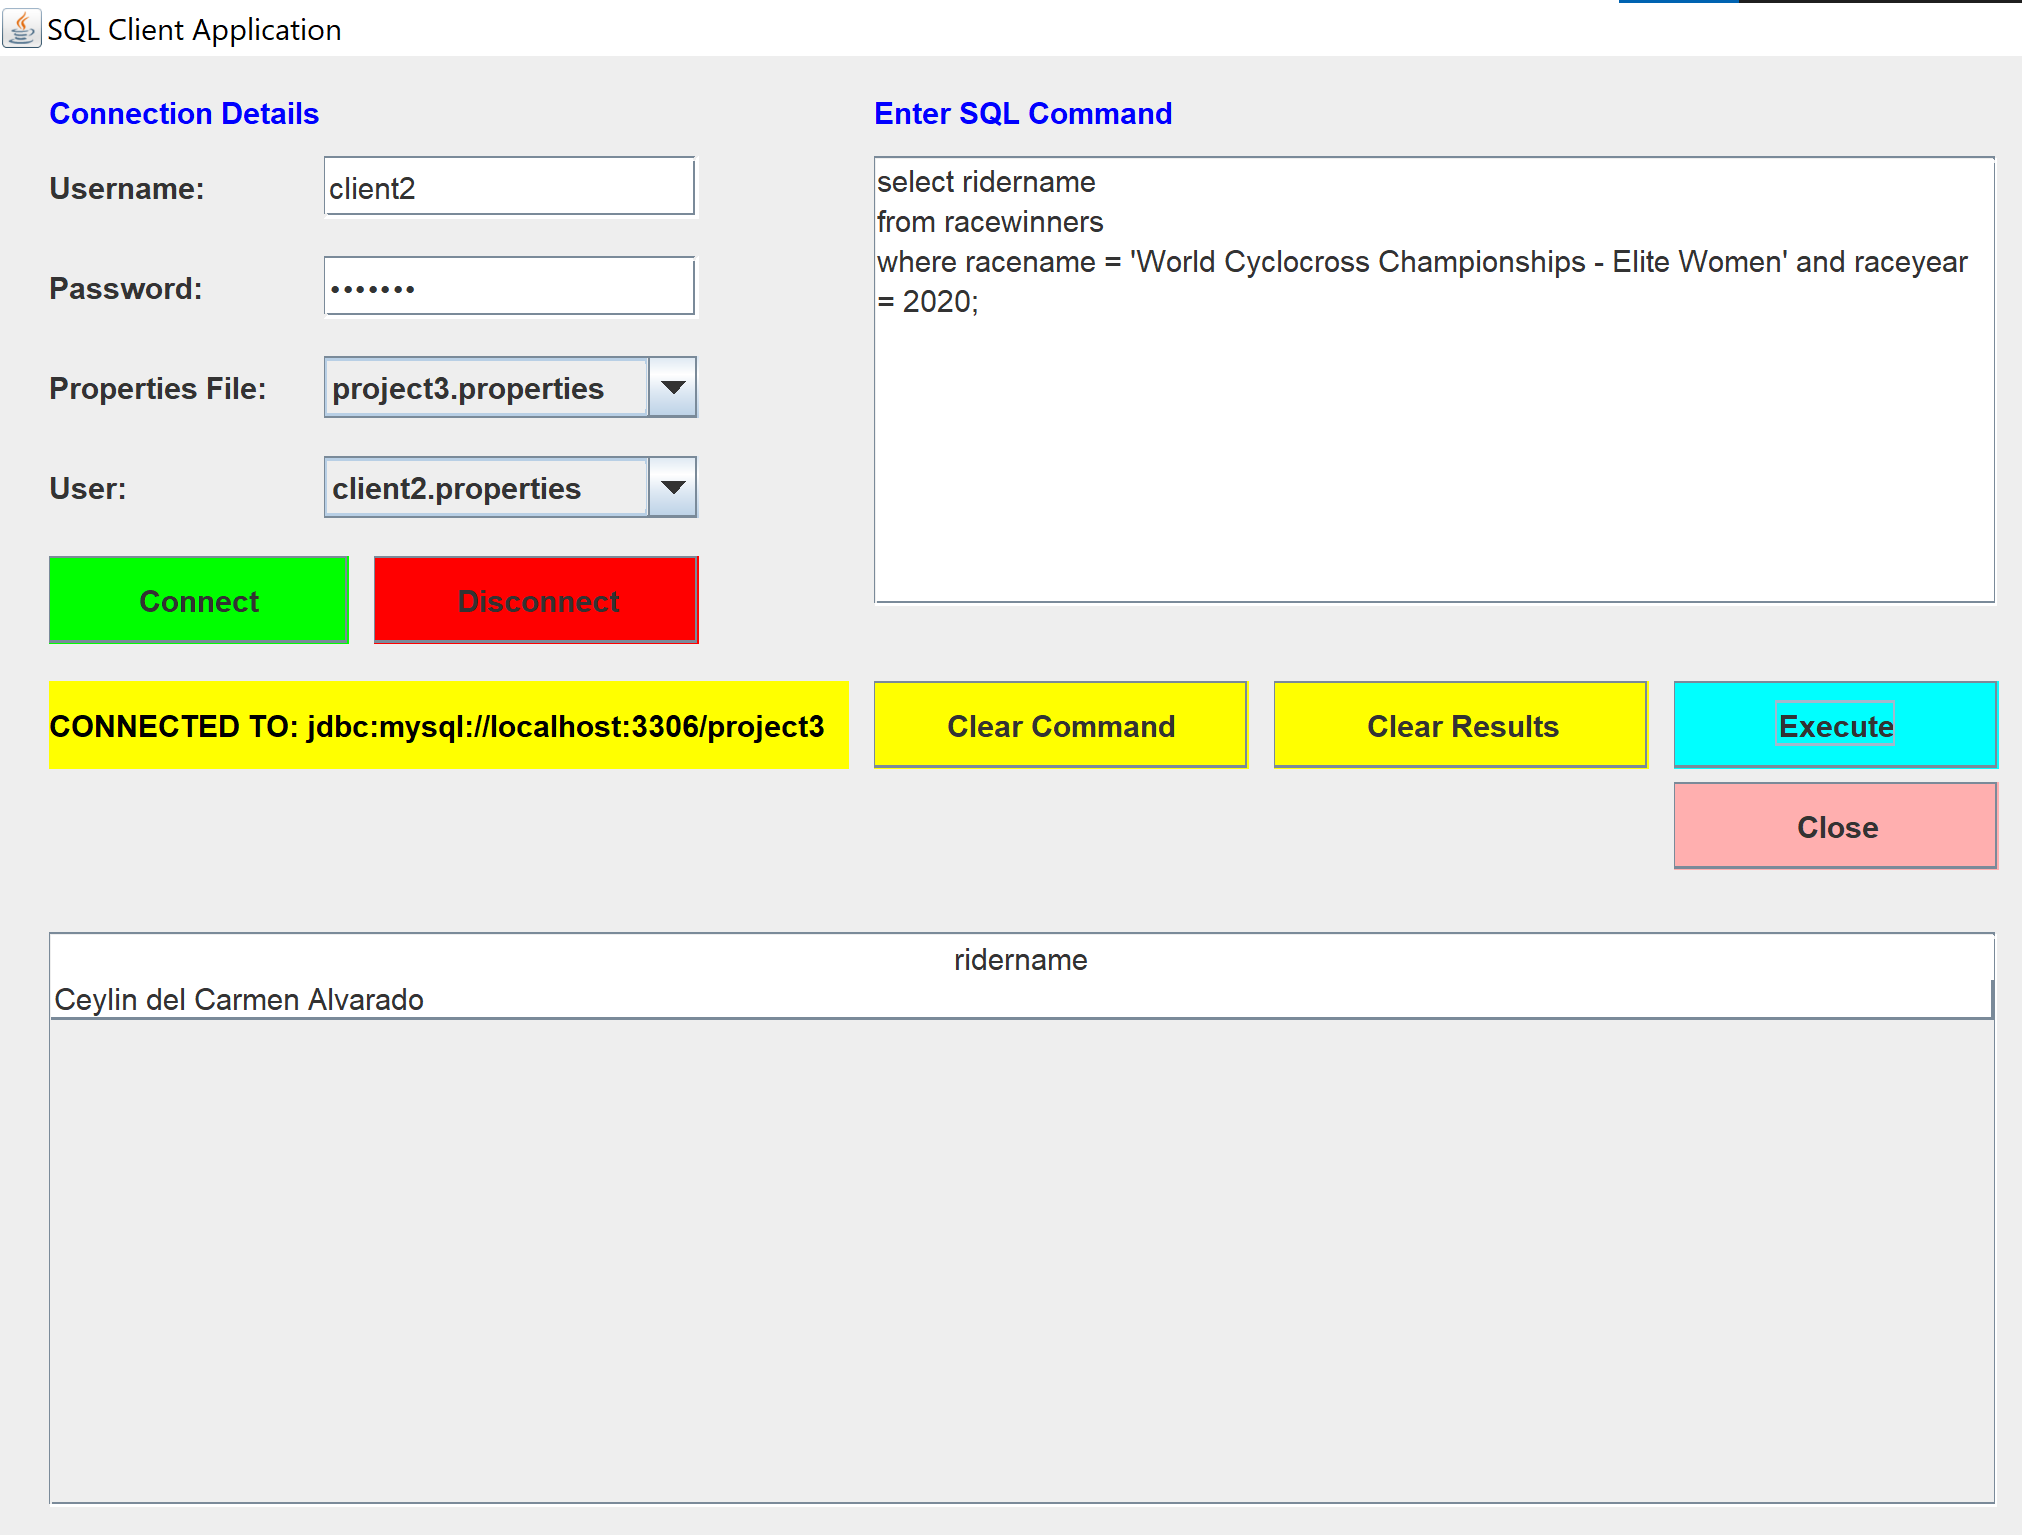 SQL Client Application
Connection Details
Username:
client2
Password:
•••••••
Properties File:
project3.properties
User:
client2.properties
Connect
Disconnect
Enter SQL Command
select ridername
from racewinners
where racename = 'World Cyclocross Championships - Elite Women' and raceyear
= 2020;
CONNECTED TO: jdbc:mysql://localhost:3306/project3
Clear Command
Clear Results
Execute
Close
ridername
Ceylin del Carmen Alvarado